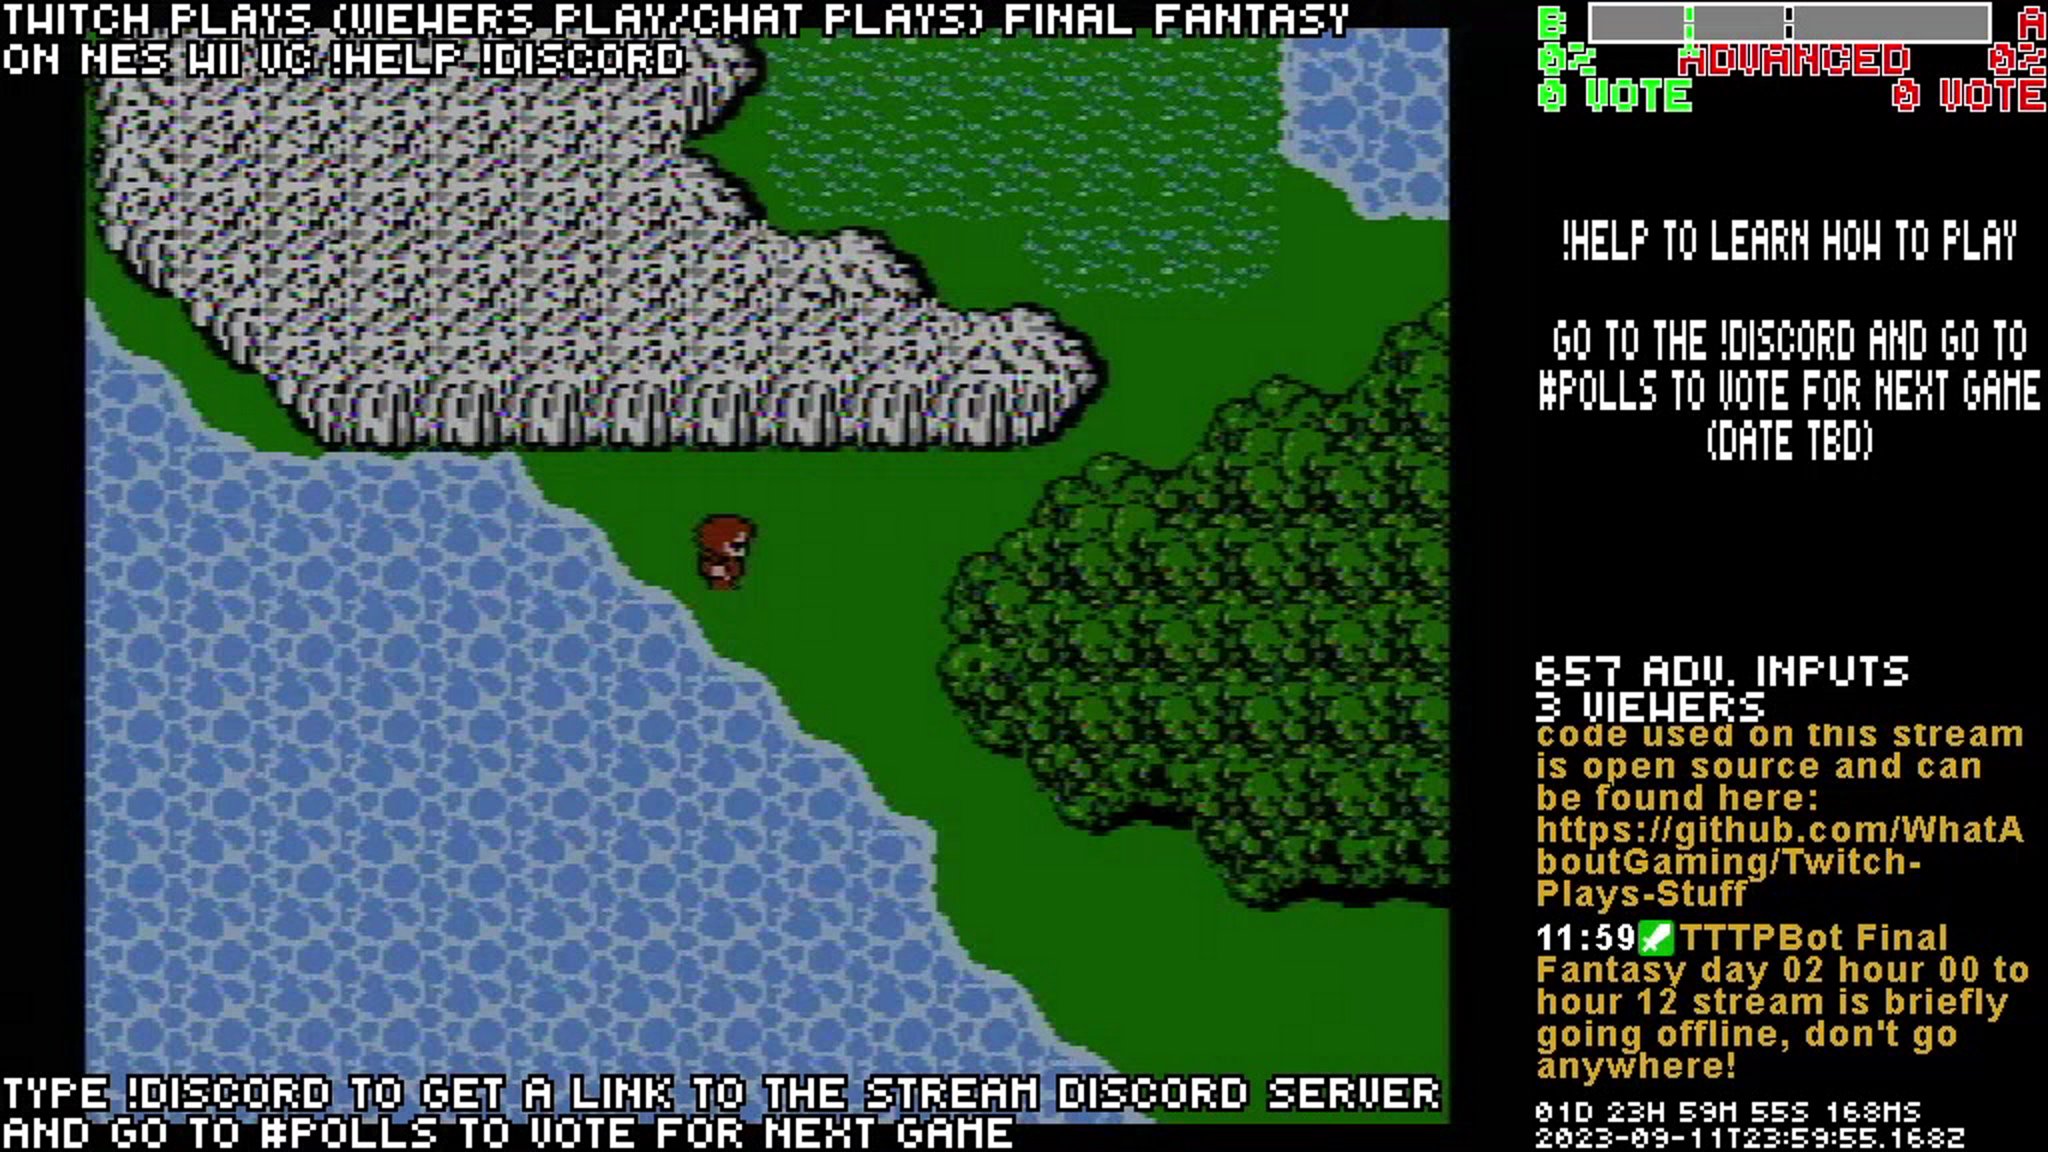 TWITCH PLAYS (VIEWERS PLAY/CHAT PLAYS) FINAL FANTASY
ON NES WII VC !HELP !DISCORD
B A
0% ADVANCED 0%
0 VOTE 0 VOTE
!HELP TO LEARN HOW TO PLAY
GO TO THE !DISCORD AND GO TO
#POLLS TO VOTE FOR NEXT GAME
(DATE TBD)
657 ADV. INPUTS
3 VIEWERS
code used on this stream
is open source and can
be found here:
https://github.com/WhatA
boutGaming/Twitch-
Plays-Stuff
11:59 TTTPBot Final
Fantasy day 02 hour 00 to
hour 12 stream is briefly
going offline, don't go
anywhere!
01D 23H 59M 55S 168MS
2023-09-11T23:59:55.168Z
TYPE !DISCORD TO GET A LINK TO THE STREAM DISCORD SERVER
AND GO TO #POLLS TO VOTE FOR NEXT GAME